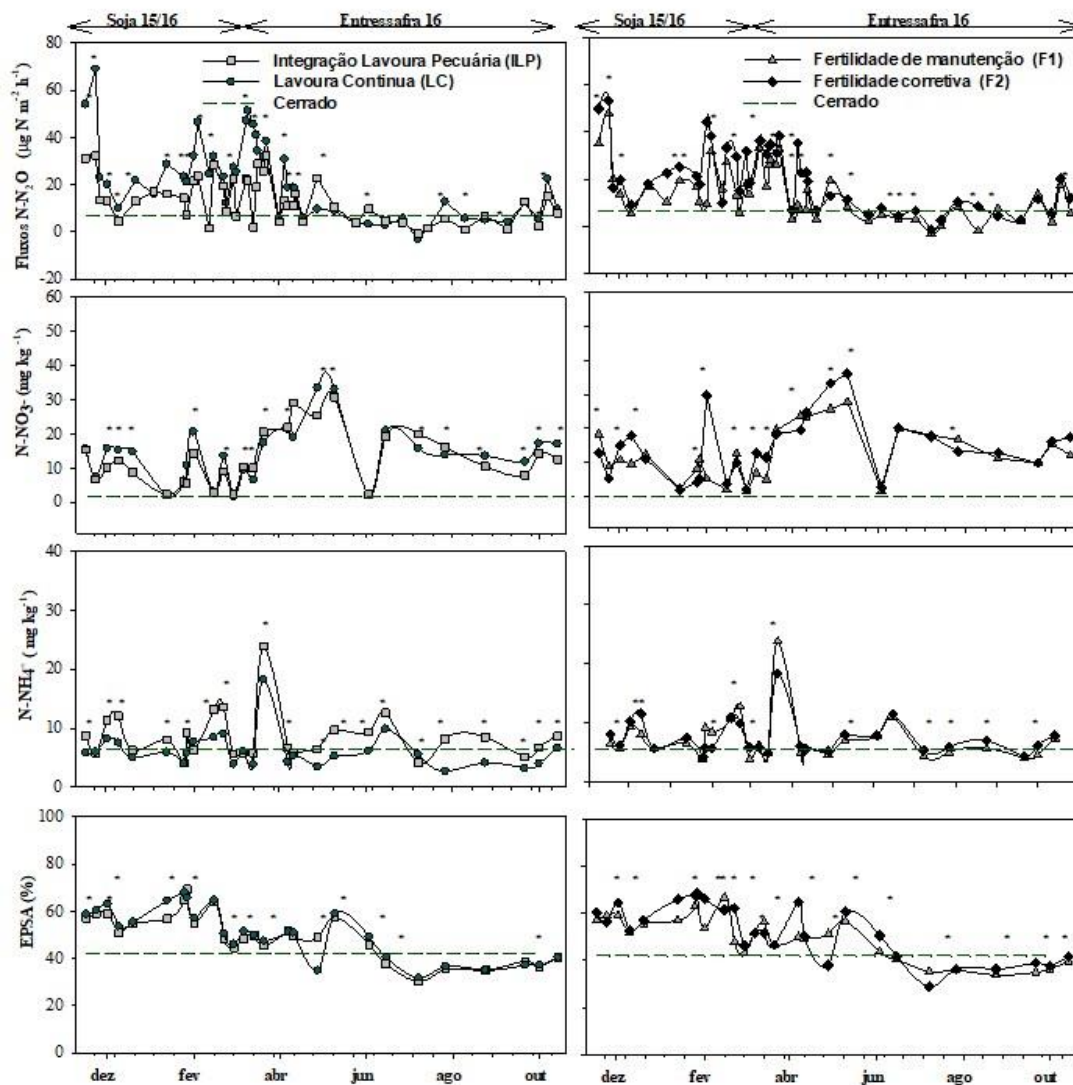 Soja 15/16 Entressafra 16 Soja 15/16 Entressafra 16
Fluxos N-N₂O (µg N m⁻² h⁻¹)
80
60
40
20
0
-20
Integração Lavoura Pecuária (ILP)
Lavoura Contínua (LC)
Cerrado
Fertilidade de manutenção (F1)
Fertilidade corretiva (F2)
Cerrado
N-NO₃- (mg kg⁻¹)
60
50
40
30
20
10
0
N-NH₄⁺ (mg kg⁻¹)
40
30
20
10
0
EPSA (%)
100
80
60
40
20
0
dez fev abr jun ago out dez fev abr jun ago out